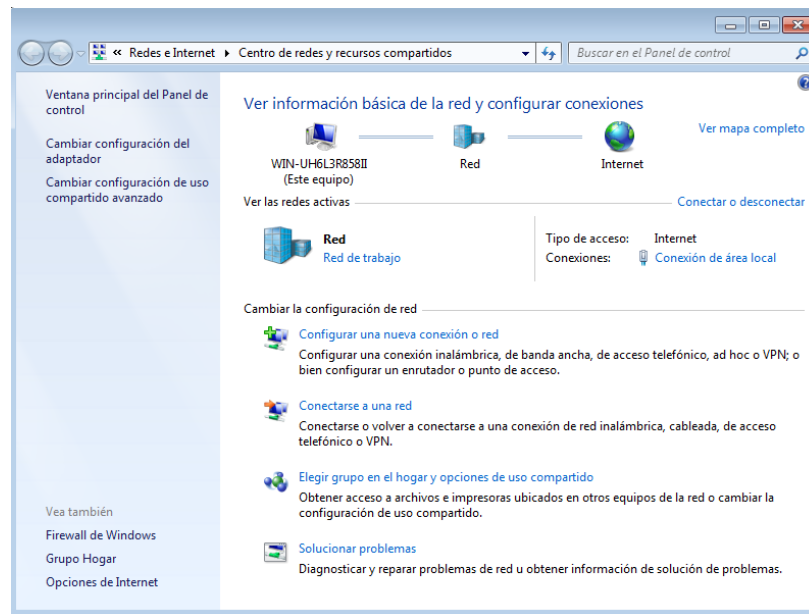 « Redes e Internet ▸ Centro de redes y recursos compartidos
Buscar en el Panel de control
Ventana principal del Panel de
control
Cambiar configuración del
adaptador
Cambiar configuración de uso
compartido avanzado
Ver información básica de la red y configurar conexiones
Ver mapa completo
WIN-UH6L3R858II
(Este equipo)
Red
Internet
Ver las redes activas
Conectar o desconectar
Red
Red de trabajo
Tipo de acceso: Internet
Conexiones: Conexión de área local
Cambiar la configuración de red
Configurar una nueva conexión o red
Configurar una conexión inalámbrica, de banda ancha, de acceso telefónico, ad hoc o VPN; o
bien configurar un enrutador o punto de acceso.
Conectarse a una red
Conectarse o volver a conectarse a una conexión de red inalámbrica, cableada, de acceso
telefónico o VPN.
Elegir grupo en el hogar y opciones de uso compartido
Obtener acceso a archivos e impresoras ubicados en otros equipos de la red o cambiar la
configuración de uso compartido.
Solucionar problemas
Diagnosticar y reparar problemas de red u obtener información de solución de problemas.
Vea también
Firewall de Windows
Grupo Hogar
Opciones de Internet